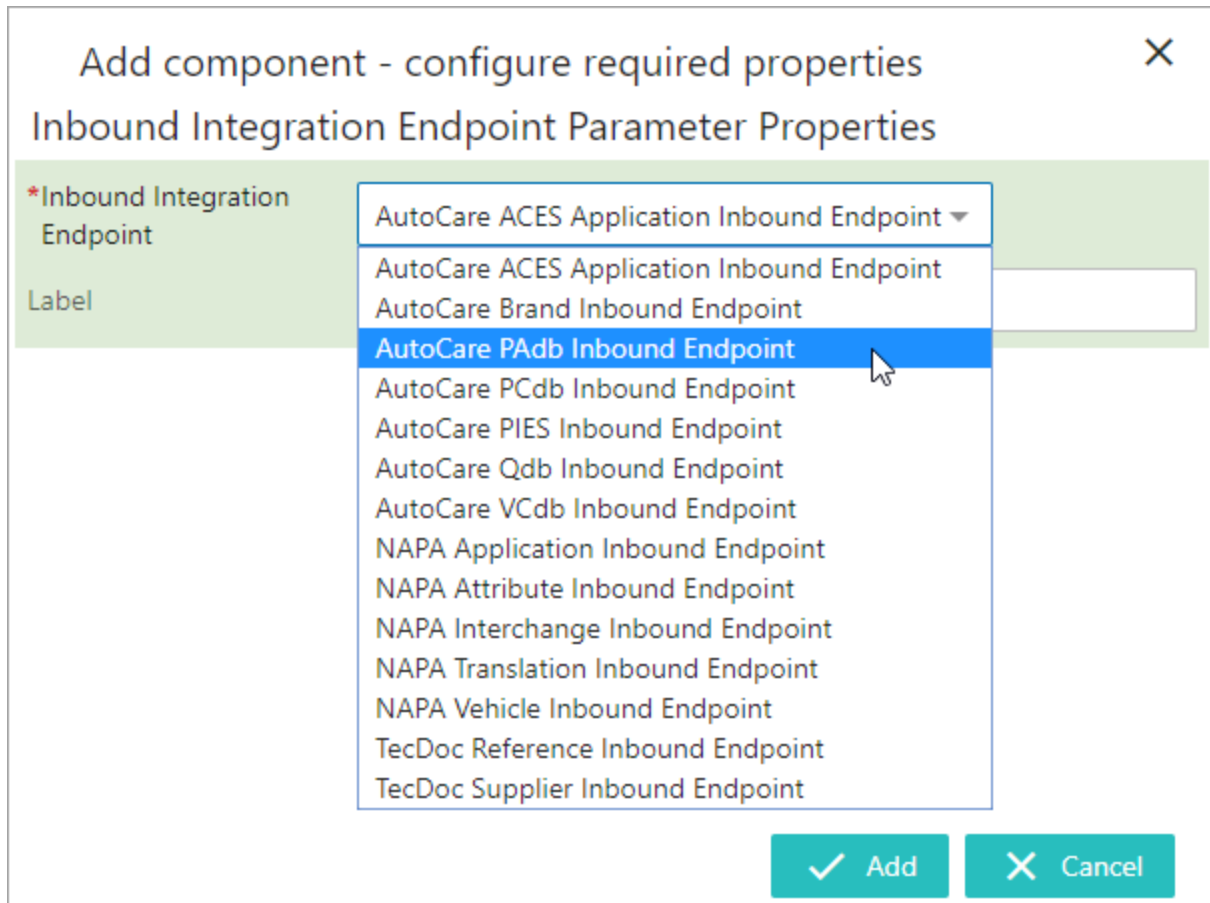 Add component - configure required properties
Inbound Integration Endpoint Parameter Properties
*Inbound Integration
Endpoint
AutoCare ACES Application Inbound Endpoint
Label
AutoCare ACES Application Inbound Endpoint
AutoCare Brand Inbound Endpoint
AutoCare PAdb Inbound Endpoint
AutoCare PCdb Inbound Endpoint
AutoCare PIES Inbound Endpoint
AutoCare Qdb Inbound Endpoint
AutoCare VCdb Inbound Endpoint
NAPA Application Inbound Endpoint
NAPA Attribute Inbound Endpoint
NAPA Interchange Inbound Endpoint
NAPA Translation Inbound Endpoint
NAPA Vehicle Inbound Endpoint
TecDoc Reference Inbound Endpoint
TecDoc Supplier Inbound Endpoint
Add
Cancel